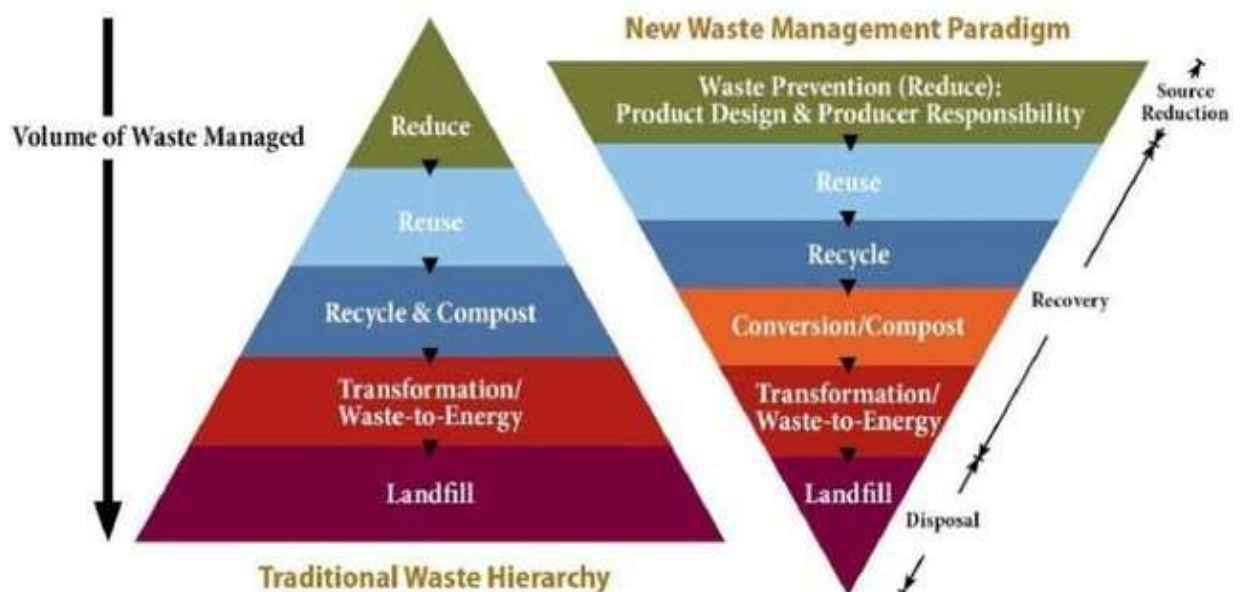 New Waste Management Paradigm
Volume of Waste Managed
Reduce
Reuse
Recycle & Compost
Transformation/
Waste-to-Energy
Landfill
Traditional Waste Hierarchy
Waste Prevention (Reduce):
Product Design & Producer Responsibility
Reuse
Recycle
Conversion/Compost
Transformation/
Waste-to-Energy
Landfill
Source
Reduction
Recovery
Disposal